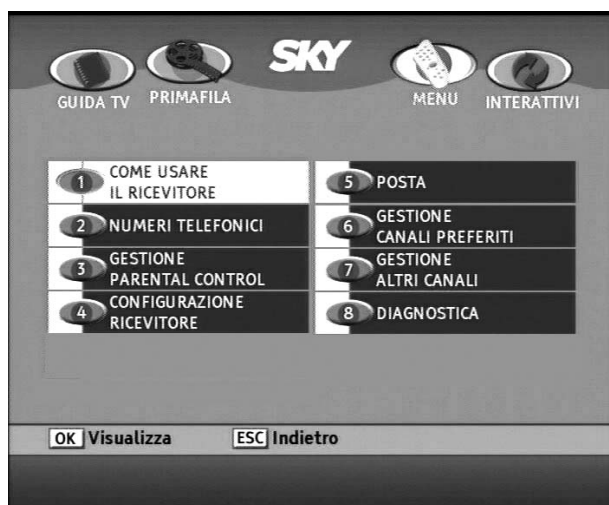 SKY
GUIDA TV
PRIMAFILA
MENU
INTERATTIVI
1 COME USARE
IL RICEVITORE
2 NUMERI TELEFONICI
3 GESTIONE
PARENTAL CONTROL
4 CONFIGURAZIONE
RICEVITORE
5 POSTA
6 GESTIONE
CANALI PREFERITI
7 GESTIONE
ALTRI CANALI
8 DIAGNOSTICA
OK Visualizza
ESC Indietro